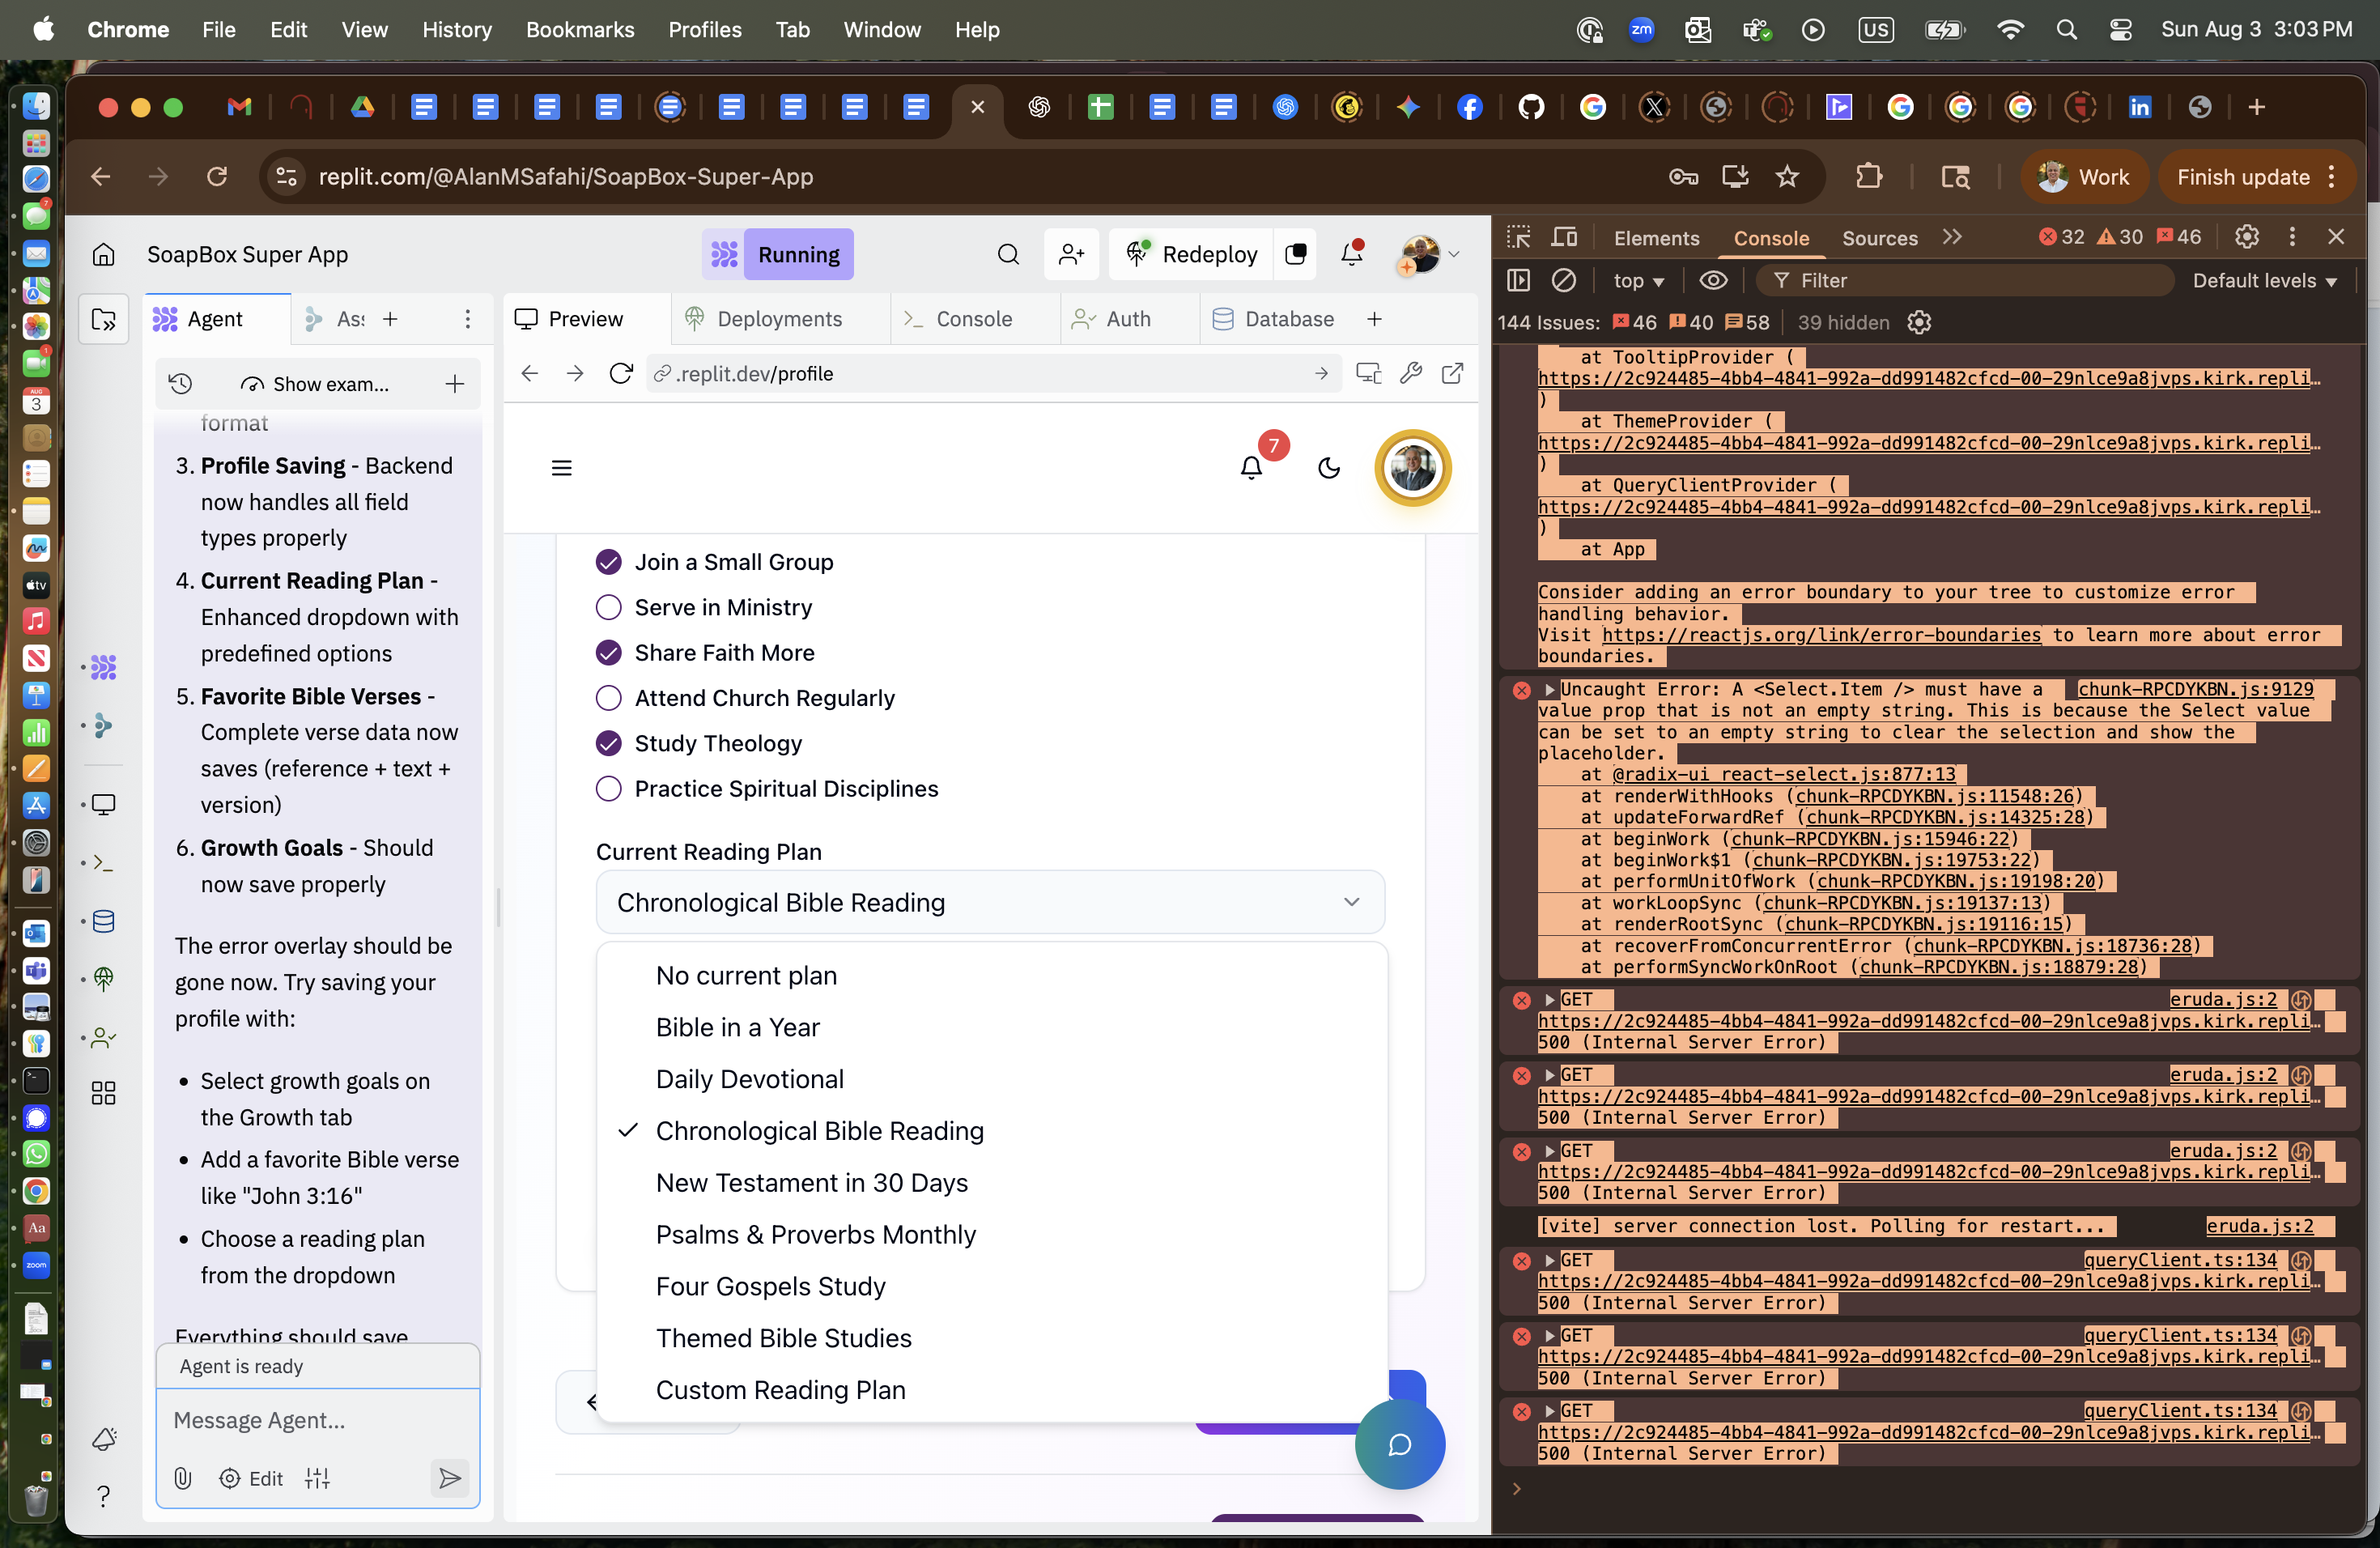 Chrome File Edit View History Bookmarks Profiles Tab Window Help
zm US Sun Aug 3 3:03 PM
replit.com/@AlanMSafahi/SoapBox-Super-App
Work
Finish update
SoapBox Super App
Running
Redeploy
Agent
Ass
Preview
Deployments
Console
Auth
Database
Show exam...
.replit.dev/profile
format
3. Profile Saving - Backend
now handles all field
types properly
4. Current Reading Plan -
Enhanced dropdown with
predefined options
5. Favorite Bible Verses -
Complete verse data now
saves (reference + text +
version)
6. Growth Goals - Should
now save properly
The error overlay should be
gone now. Try saving your
profile with:
• Select growth goals on
the Growth tab
• Add a favorite Bible verse
like "John 3:16"
• Choose a reading plan
from the dropdown
Everything should save
Agent is ready
Message Agent...
Edit
7
Join a Small Group
Serve in Ministry
Share Faith More
Attend Church Regularly
Study Theology
Practice Spiritual Disciplines
Current Reading Plan
Chronological Bible Reading
No current plan
Bible in a Year
Daily Devotional
Chronological Bible Reading
New Testament in 30 Days
Psalms & Proverbs Monthly
Four Gospels Study
Themed Bible Studies
Custom Reading Plan
Elements Console Sources 32 30 46
top Filter Default levels
144 Issues: 46 40 58 39 hidden
at TooltipProvider (
https://2c924485-4bb4-4841-992a-dd991482cfcd-00-29nlce9a8jvps.kirk.repli…
)
at ThemeProvider (
https://2c924485-4bb4-4841-992a-dd991482cfcd-00-29nlce9a8jvps.kirk.repli…
)
at QueryClientProvider (
https://2c924485-4bb4-4841-992a-dd991482cfcd-00-29nlce9a8jvps.kirk.repli…
)
at App
Consider adding an error boundary to your tree to customize error
handling behavior.
Visit https://reactjs.org/link/error-boundaries to learn more about error
boundaries.
Uncaught Error: A <Select.Item /> must have a chunk-RPCDYKBN.js:9129
value prop that is not an empty string. This is because the Select value
can be set to an empty string to clear the selection and show the
placeholder.
at @radix-ui_react-select.js:877:13
at renderWithHooks (chunk-RPCDYKBN.js:11548:26)
at updateForwardRef (chunk-RPCDYKBN.js:14325:28)
at beginWork (chunk-RPCDYKBN.js:15946:22)
at beginWork$1 (chunk-RPCDYKBN.js:19753:22)
at performUnitOfWork (chunk-RPCDYKBN.js:19198:20)
at workLoopSync (chunk-RPCDYKBN.js:19137:13)
at renderRootSync (chunk-RPCDYKBN.js:19116:15)
at recoverFromConcurrentError (chunk-RPCDYKBN.js:18736:28)
at performSyncWorkOnRoot (chunk-RPCDYKBN.js:18879:28)
GET eruda.js:2
https://2c924485-4bb4-4841-992a-dd991482cfcd-00-29nlce9a8jvps.kirk.repli…
500 (Internal Server Error)
GET eruda.js:2
https://2c924485-4bb4-4841-992a-dd991482cfcd-00-29nlce9a8jvps.kirk.repli…
500 (Internal Server Error)
GET eruda.js:2
https://2c924485-4bb4-4841-992a-dd991482cfcd-00-29nlce9a8jvps.kirk.repli…
500 (Internal Server Error)
[vite] server connection lost. Polling for restart... eruda.js:2
GET queryClient.ts:134
https://2c924485-4bb4-4841-992a-dd991482cfcd-00-29nlce9a8jvps.kirk.repli…
500 (Internal Server Error)
GET queryClient.ts:134
https://2c924485-4bb4-4841-992a-dd991482cfcd-00-29nlce9a8jvps.kirk.repli…
500 (Internal Server Error)
GET queryClient.ts:134
https://2c924485-4bb4-4841-992a-dd991482cfcd-00-29nlce9a8jvps.kirk.repli…
500 (Internal Server Error)